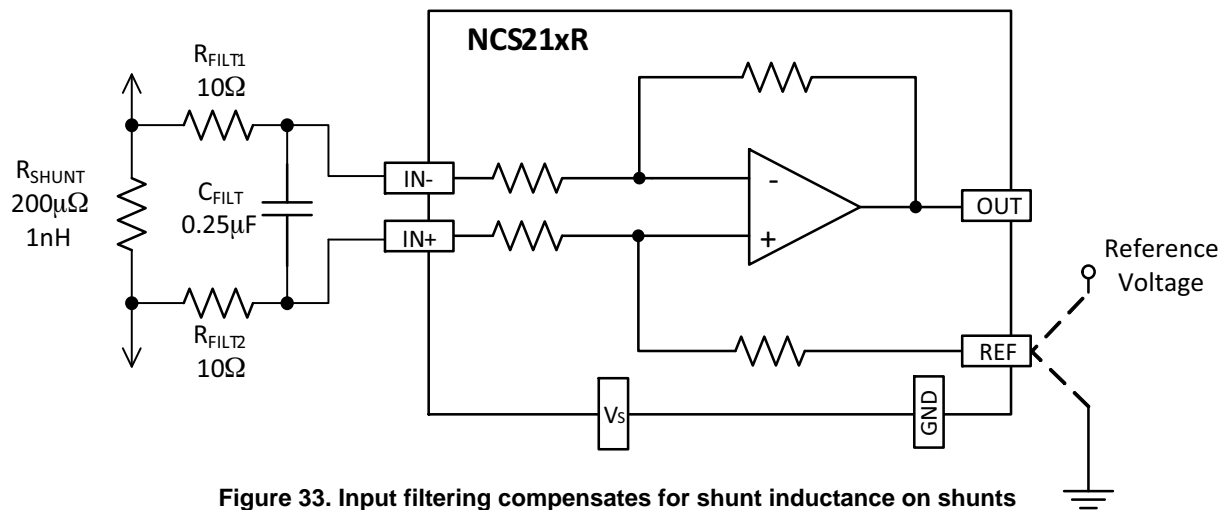 NCS21xR
RFILT1
10Ω
RSHUNT
200μΩ
1nH
CFILT
0.25μF
IN-
IN+
-
+
OUT
Reference
Voltage
RFILT2
10Ω
REF
VS
GND
Figure 33. Input filtering compensates for shunt inductance on shunts